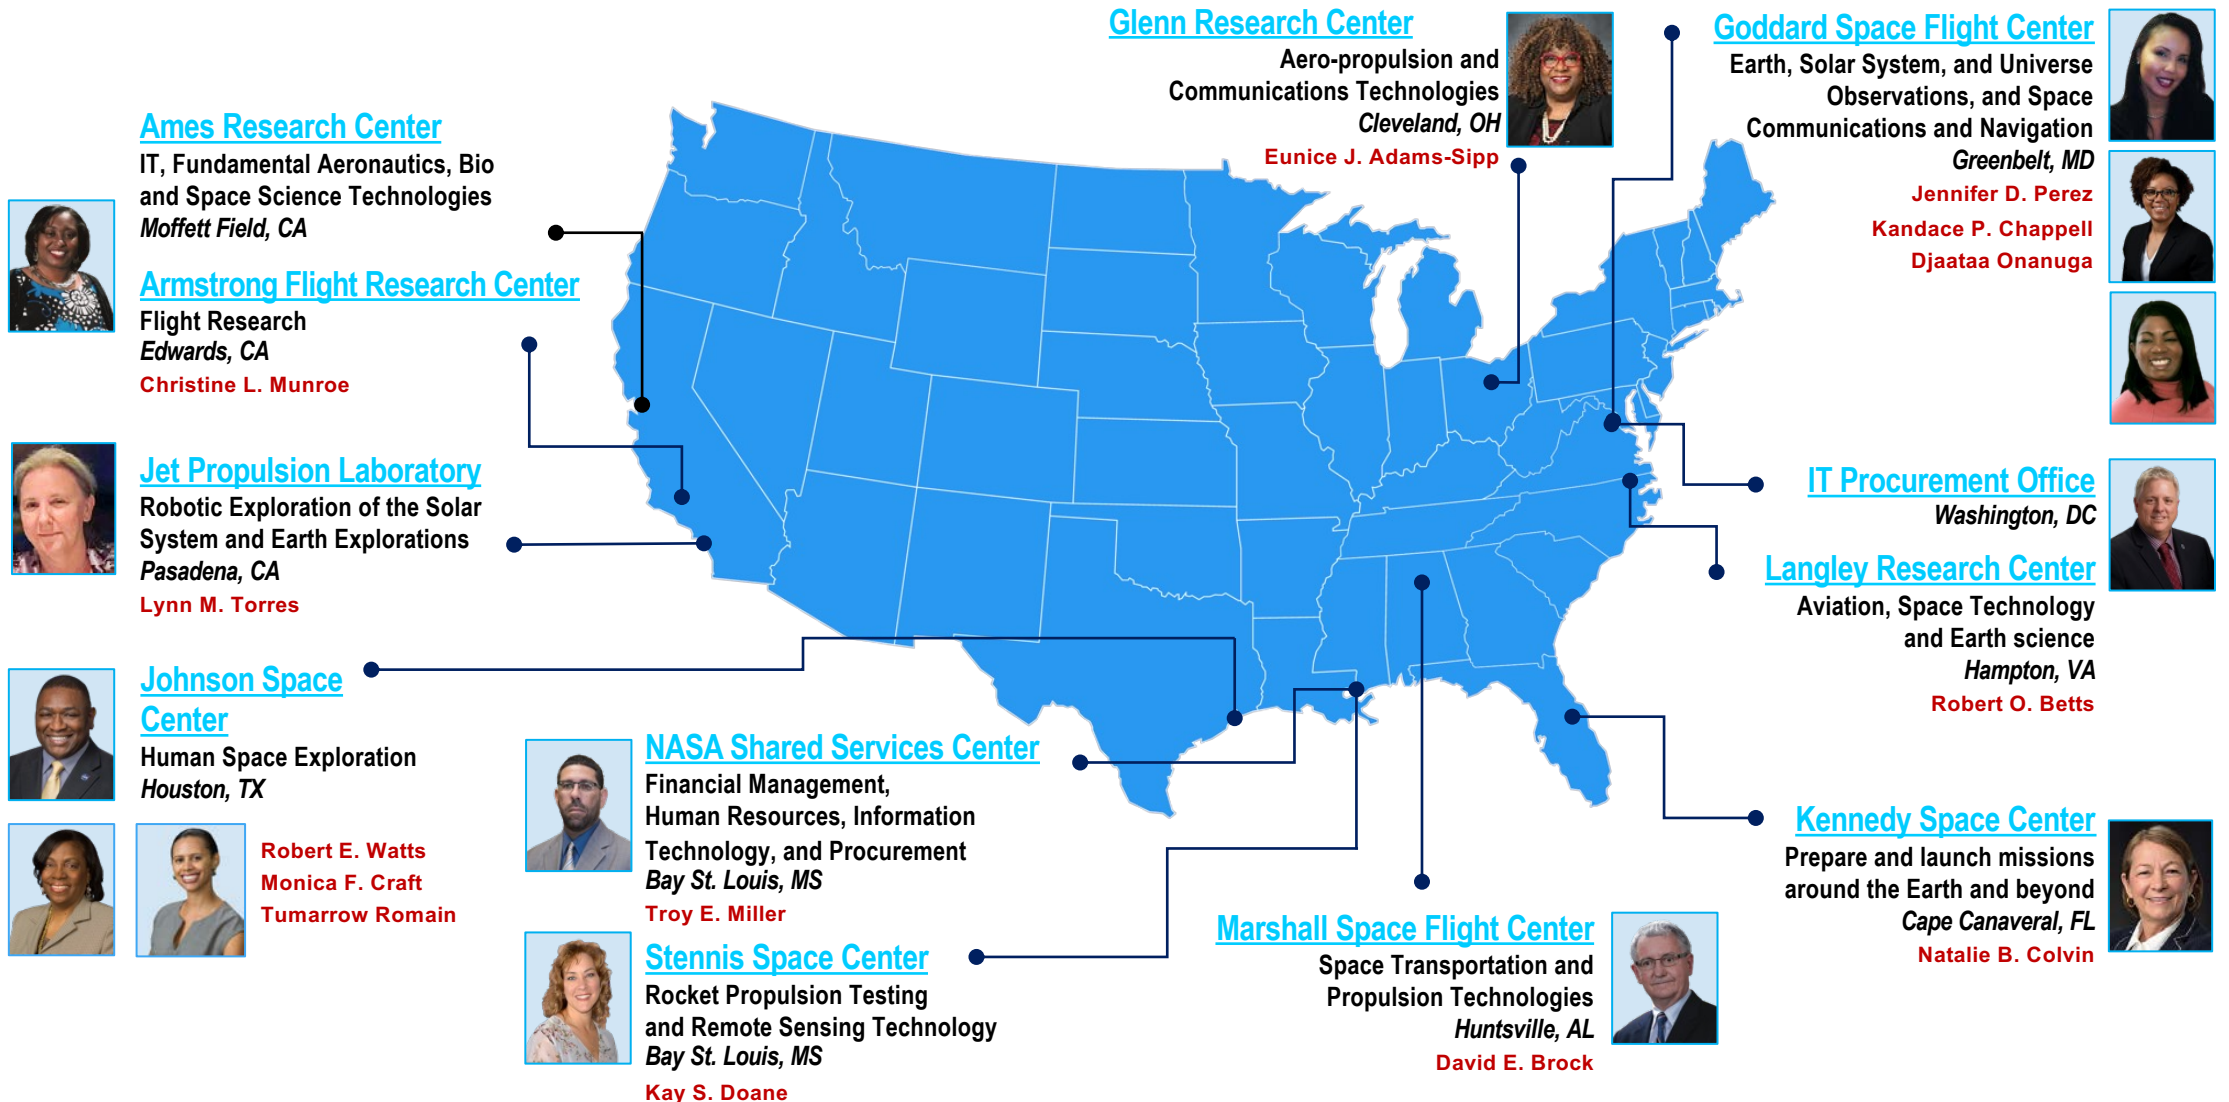 Ames Research Center
IT, Fundamental Aeronautics, Bio
and Space Science Technologies
Moffett Field, CA
Armstrong Flight Research Center
Flight Research
Edwards, CA
Christine L. Munroe
Jet Propulsion Laboratory
Robotic Exploration of the Solar
System and Earth Explorations
Pasadena, CA
Lynn M. Torres
Johnson Space
Center
Human Space Exploration
Houston, TX
Robert E. Watts
Monica F. Craft
Tumarrow Romain
NASA Shared Services Center
Financial Management,
Human Resources, Information
Technology, and Procurement
Bay St. Louis, MS
Troy E. Miller
Stennis Space Center
Rocket Propulsion Testing
and Remote Sensing Technology
Bay St. Louis, MS
Kay S. Doane
Glenn Research Center
Aero-propulsion and
Communications Technologies
Cleveland, OH
Eunice J. Adams-Sipp
Goddard Space Flight Center
Earth, Solar System, and Universe
Observations, and Space
Communications and Navigation
Greenbelt, MD
Jennifer D. Perez
Kandace P. Chappell
Djaataa Onanuga
IT Procurement Office
Washington, DC
Langley Research Center
Aviation, Space Technology
and Earth science
Hampton, VA
Robert O. Betts
Kennedy Space Center
Prepare and launch missions
around the Earth and beyond
Cape Canaveral, FL
Natalie B. Colvin
Marshall Space Flight Center
Space Transportation and
Propulsion Technologies
Huntsville, AL
David E. Brock